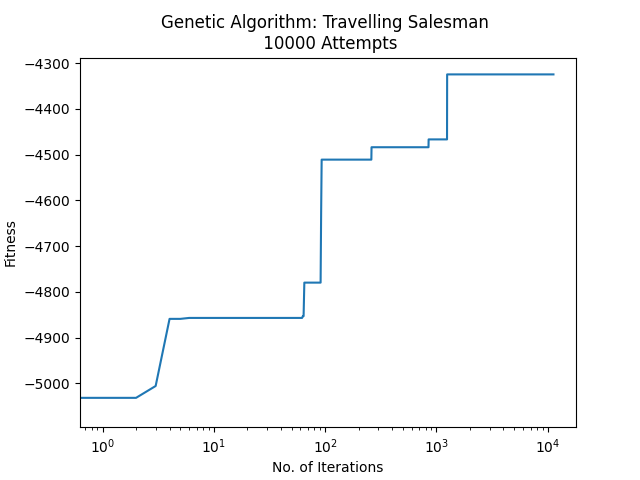 Genetic Algorithm: Travelling Salesman
10000 Attempts
−4300
−4400
−4500
−4600
−4700
−4800
−4900
−5000
Fitness
10⁰ 10¹ 10² 10³ 10⁴
No. of Iterations